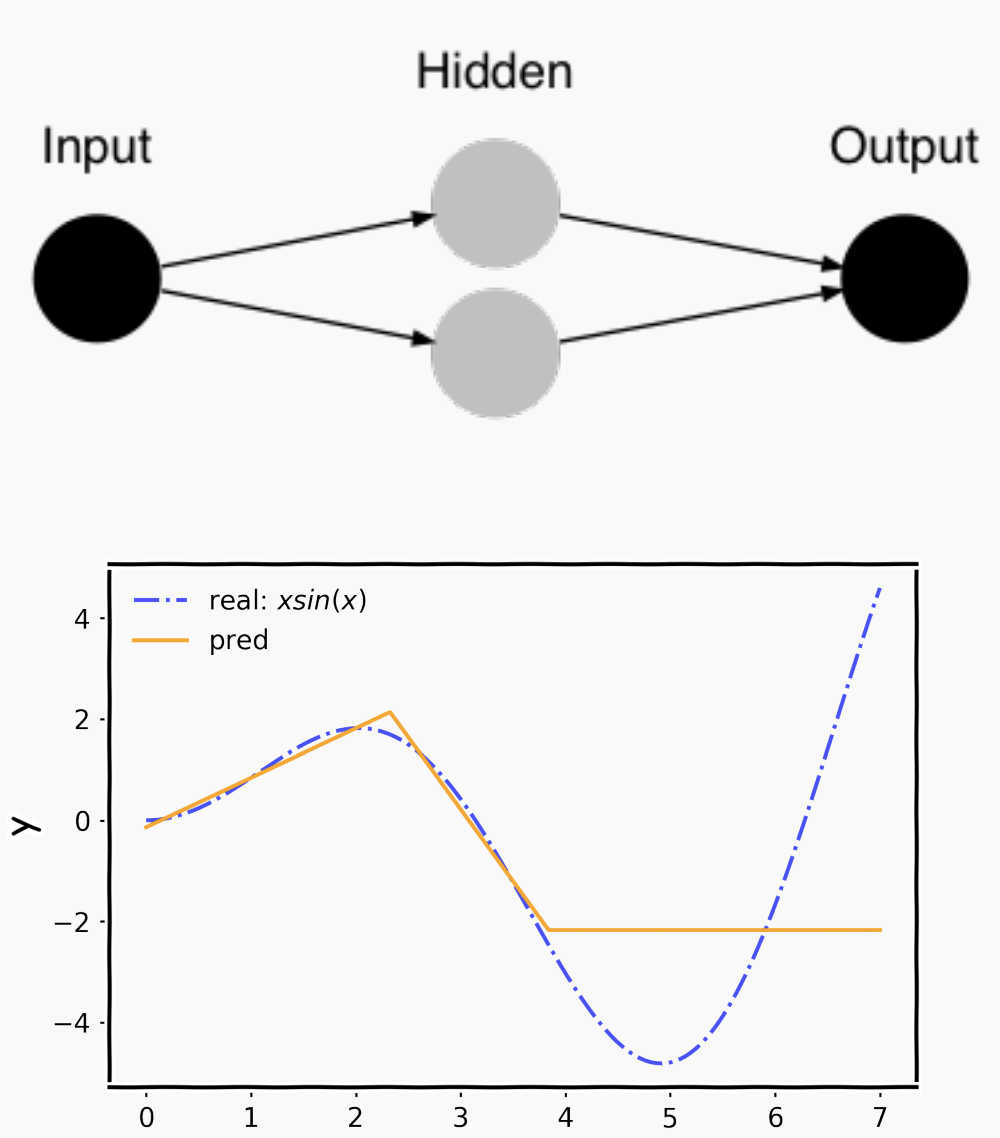 Hidden
Input
Output
real: xsin(x)
pred
4
2
0
−2
−4
y
0 1 2 3 4 5 6 7